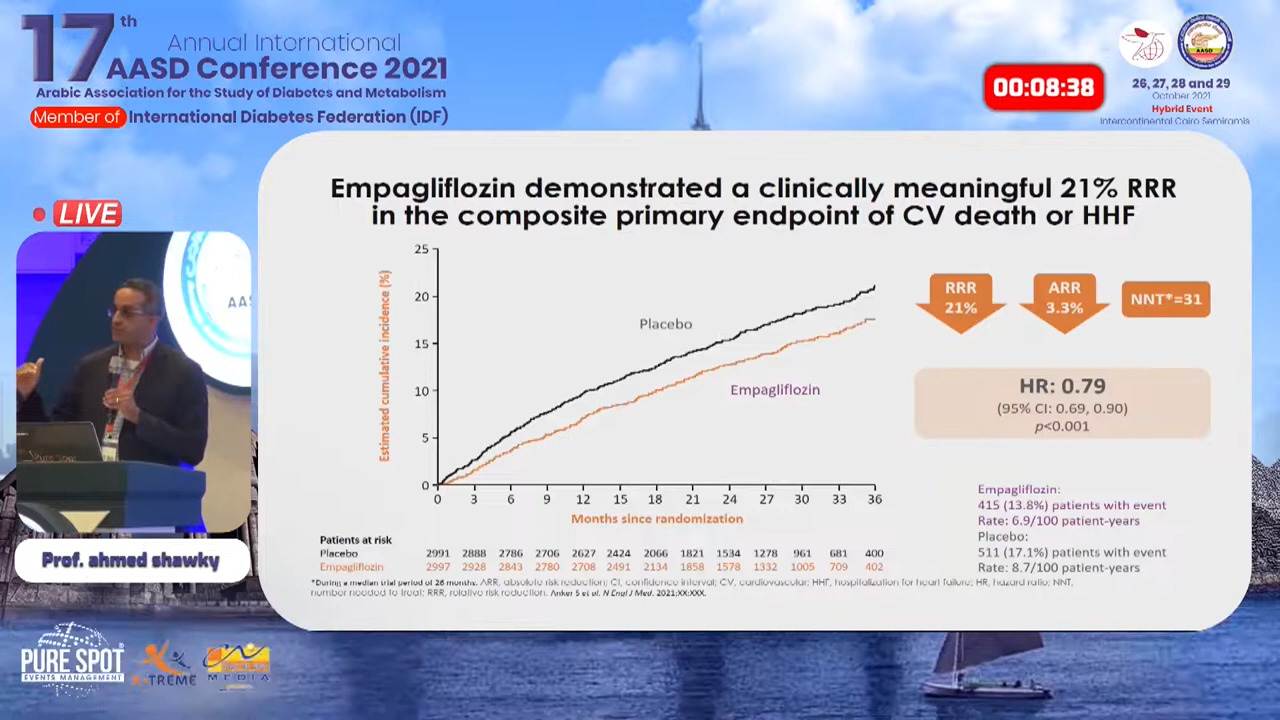 17th
Annual International
AASD Conference 2021
Arabic Association for the Study of Diabetes and Metabolism
Member of International Diabetes Federation (IDF)
00:08:38
AASD
26, 27, 28 and 29
October 2021
Hybrid Event
Intercontinental Cairo Semiramis
LIVE
AAS
Pure Spot
Prof. ahmed shawky
Empagliflozin demonstrated a clinically meaningful 21% RRR
in the composite primary endpoint of CV death or HHF
Estimated cumulative incidence (%)
25
20
15
10
5
0
Placebo
Empagliflozin
0 3 6 9 12 15 18 21 24 27 30 33 36
Months since randomization
Patients at risk
Placebo 2991 2888 2786 2706 2627 2424 2066 1821 1534 1278 961 681 400
Empagliflozin 2997 2928 2843 2780 2708 2491 2134 1858 1578 1332 1005 709 402
RRR
21%
ARR
3.3%
NNT*=31
HR: 0.79
(95% CI: 0.69, 0.90)
p<0.001
Empagliflozin:
415 (13.8%) patients with event
Rate: 6.9/100 patient-years
Placebo:
511 (17.1%) patients with event
Rate: 8.7/100 patient-years
*During a median trial period of 26 months. ARR, absolute risk reduction; CI, confidence interval; CV, cardiovascular; HHF, hospitalization for heart failure; HR, hazard ratio; NNT,
number needed to treat; RRR, relative risk reduction. Anker S et al. N Engl J Med. 2021;XX:XXX.
PURE SPOT
EVENTS MANAGEMENT
XTREME
MEDIA